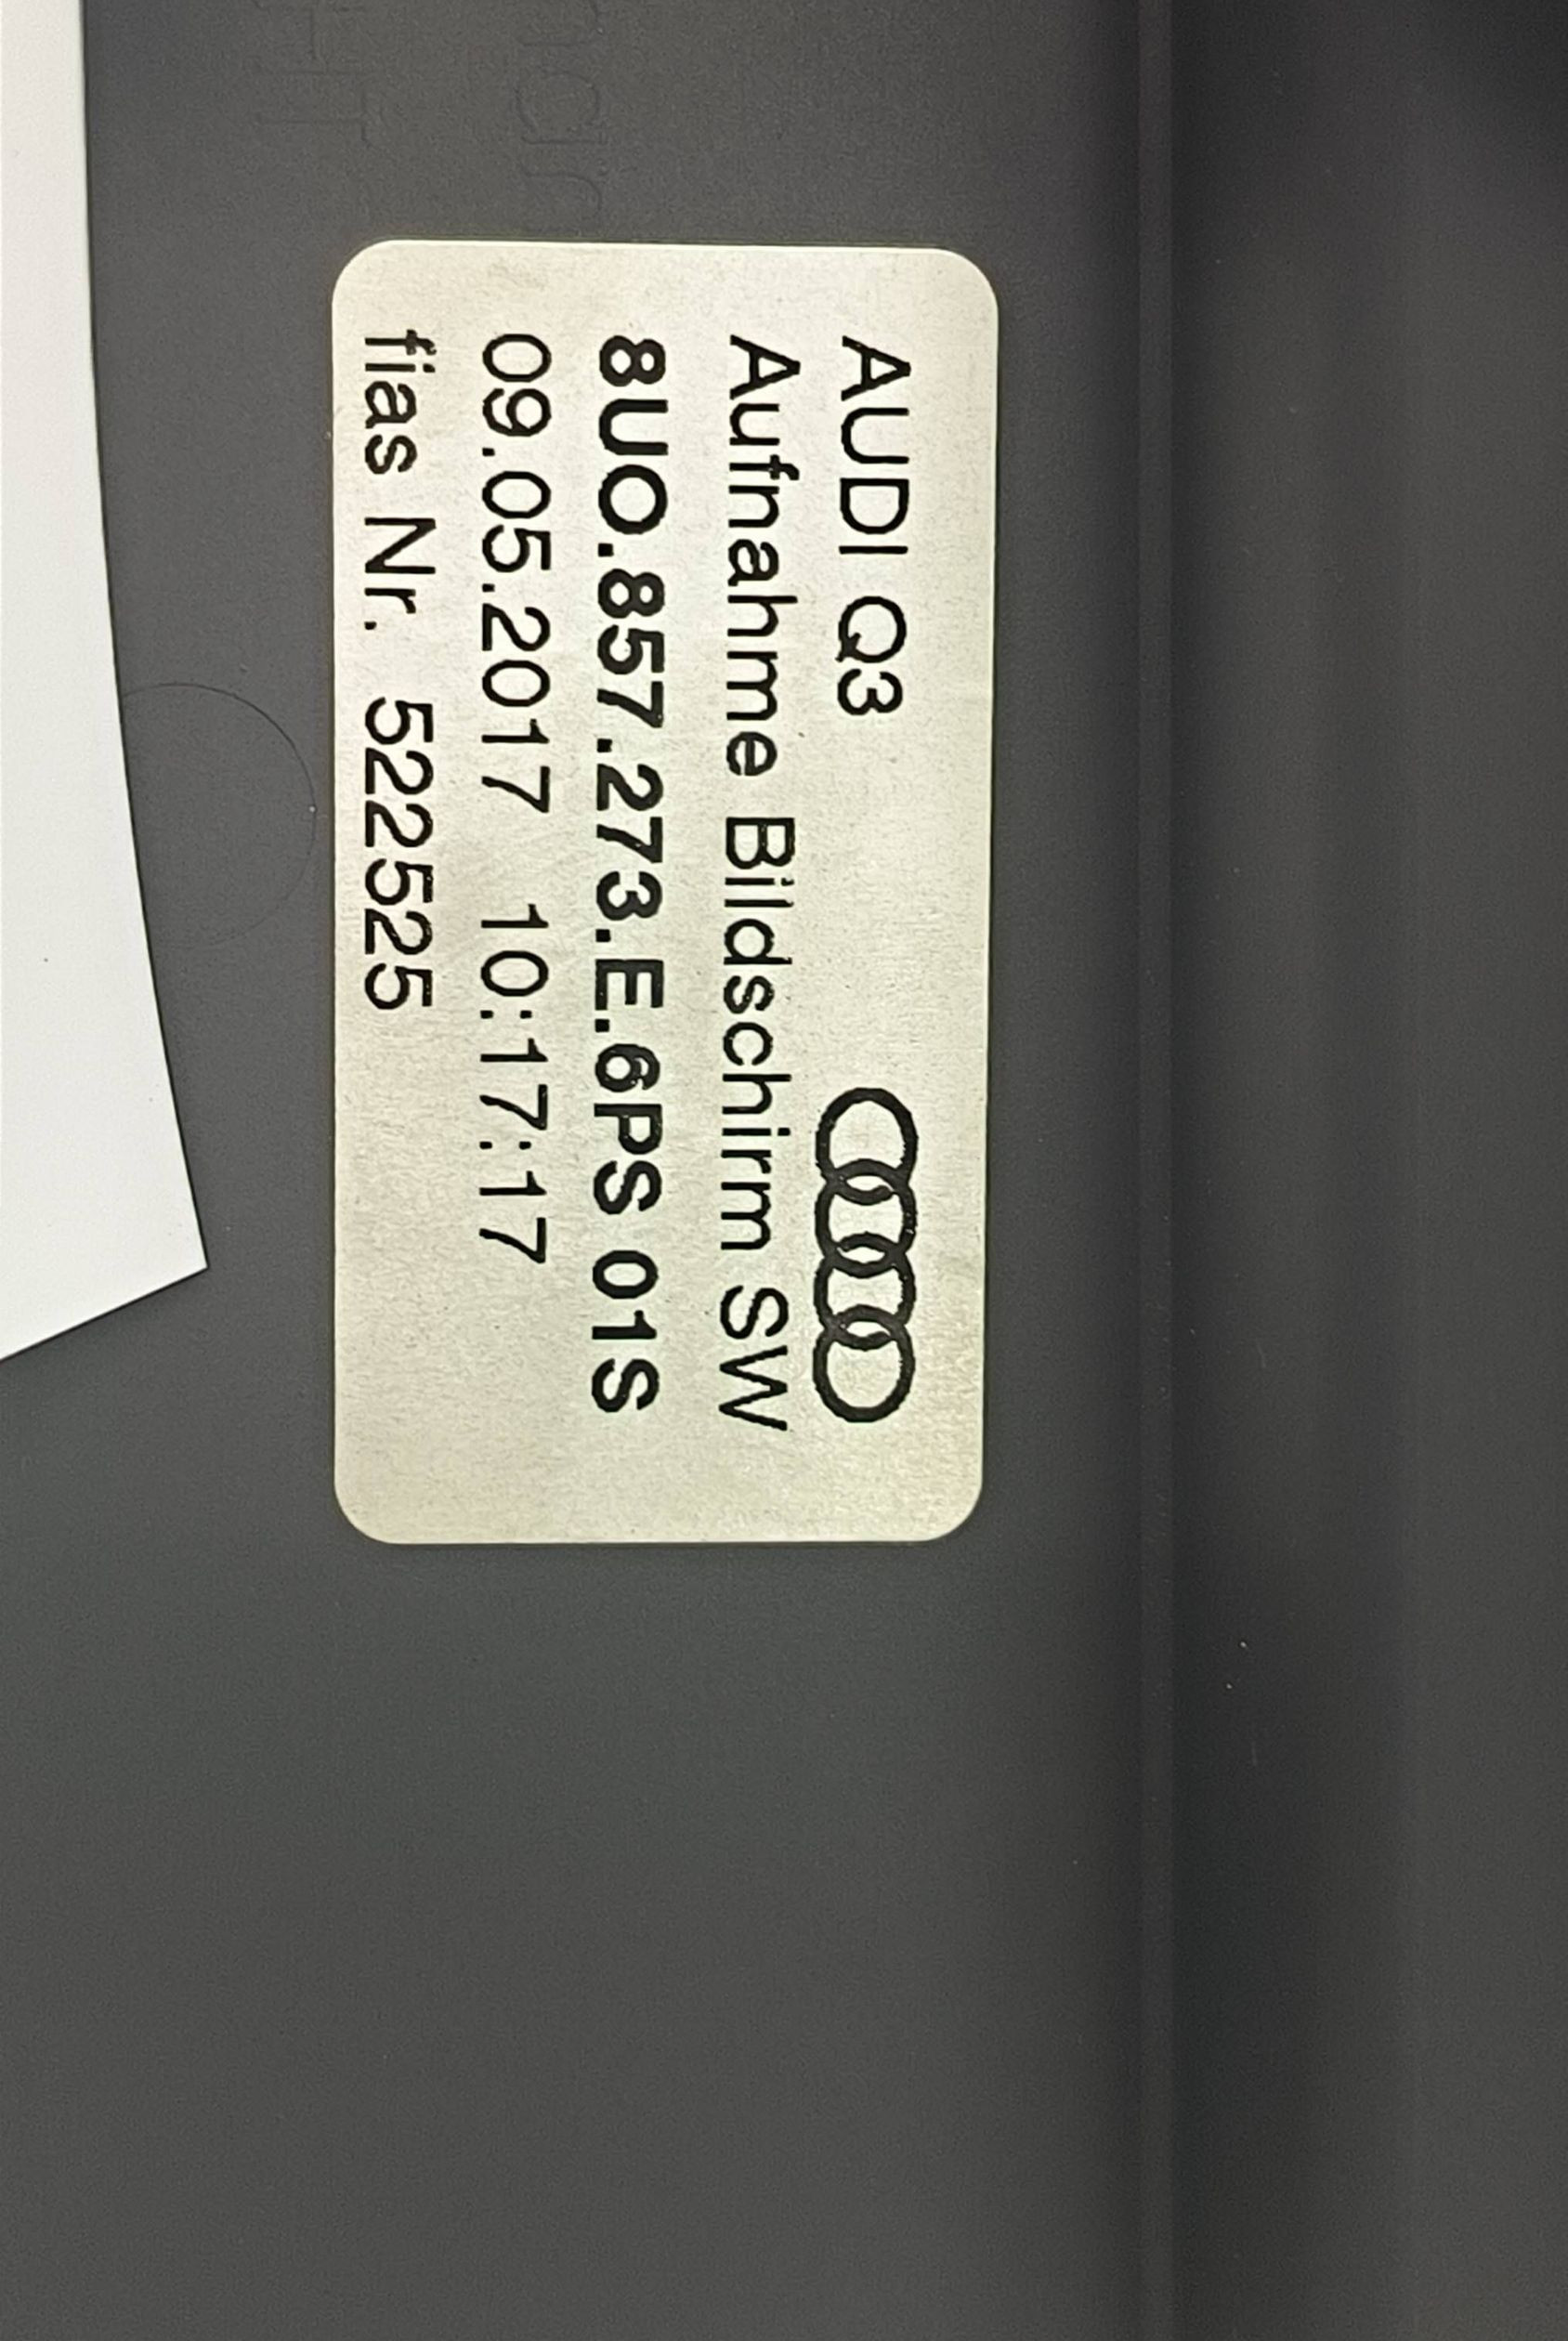 AUDI Q3
Aufnahme Bildschirm SW
8UO.857.273.E.6PS 01S
09.05.2017 10:17:17
fias Nr. 522525